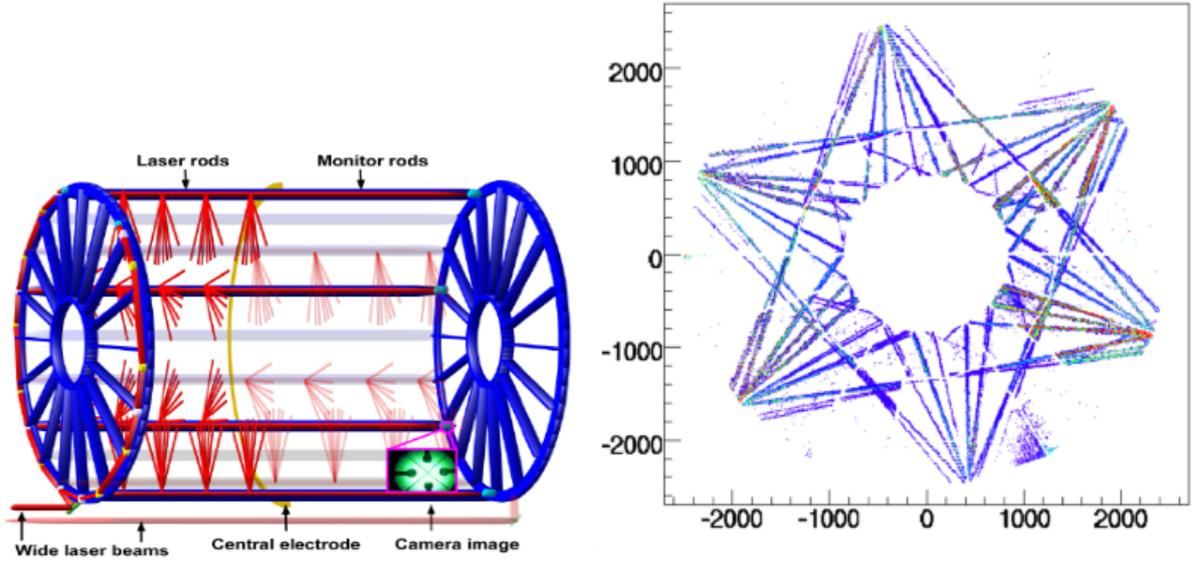 Laser rods
Monitor rods
Wide laser beams
Central electrode
Camera image
2000
1000
0
-1000
-2000
-2000
-1000
0
1000
2000